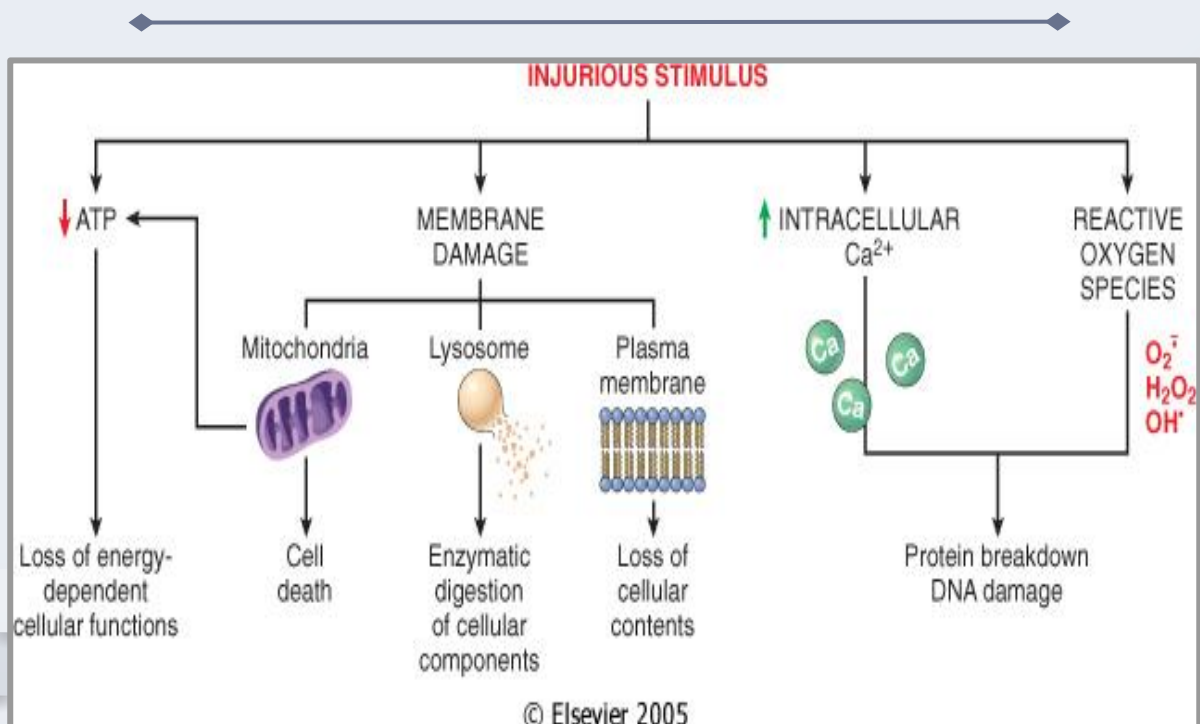 INJURIOUS STIMULUS
ATP
MEMBRANE
DAMAGE
INTRACELLULAR
Ca²⁺
REACTIVE
OXYGEN
SPECIES
Mitochondria
Lysosome
Plasma
membrane
Ca
Ca
Ca
O₂⁻̇
H₂O₂
OH˙
Loss of energy-
dependent
cellular functions
Cell
death
Enzymatic
digestion
of cellular
components
Loss of
cellular
contents
Protein breakdown
DNA damage
© Elsevier 2005